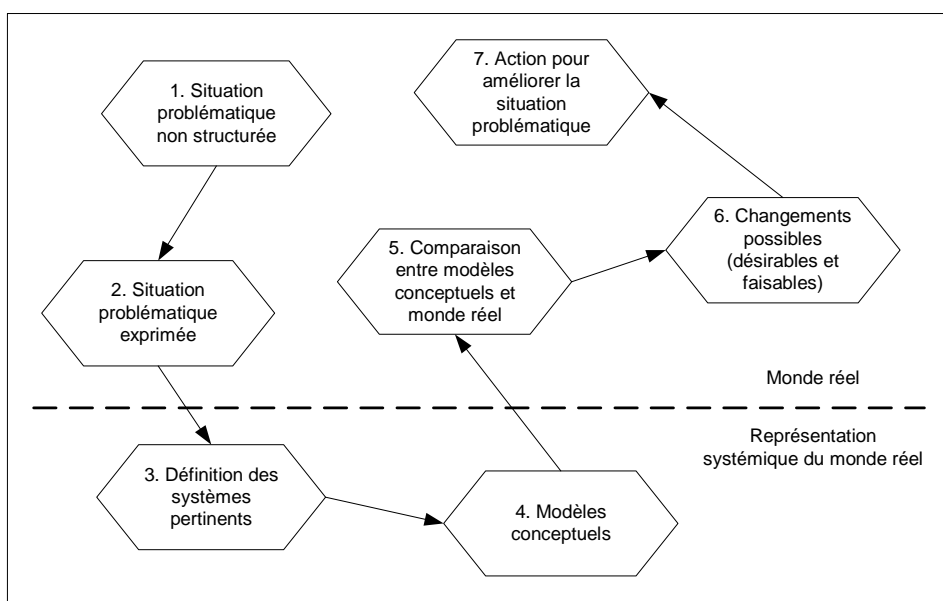 1. Situation
problématique
non structurée
2. Situation
problématique
exprimée
3. Définition des
systèmes
pertinents
4. Modèles
conceptuels
5. Comparaison
entre modèles
conceptuels et
monde réel
6. Changements
possibles
(désirables et
faisables)
7. Action pour
améliorer la
situation
problématique
Monde réel
Représentation
systémique du monde réel